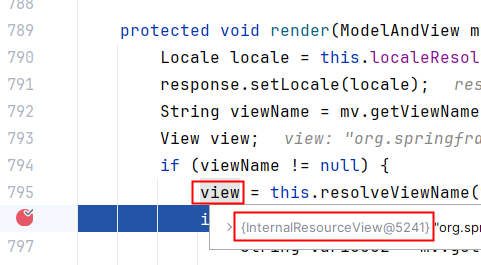 788
789 protected void render(ModelAndView m
790 Locale locale = this.localeResol
791 response.setLocale(locale); res
792 String viewName = mv.getViewName
793 View view; view: "org.springfra
794 if (viewName != null) {
795 view = this.resolveViewName(
i
> {InternalResourceView@5241} "org.sp
797